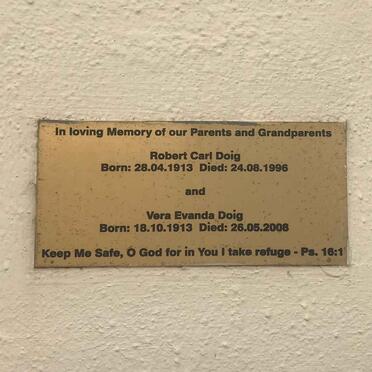 In loving Memory of our Parents and Grandparents
Robert Carl Doig
Born: 28.04.1913 Died: 24.08.1996
and
Vera Evanda Doig
Born: 18.10.1913 Died: 26.05.2008
Keep Me Safe, O God for in You I take refuge - Ps. 16:1